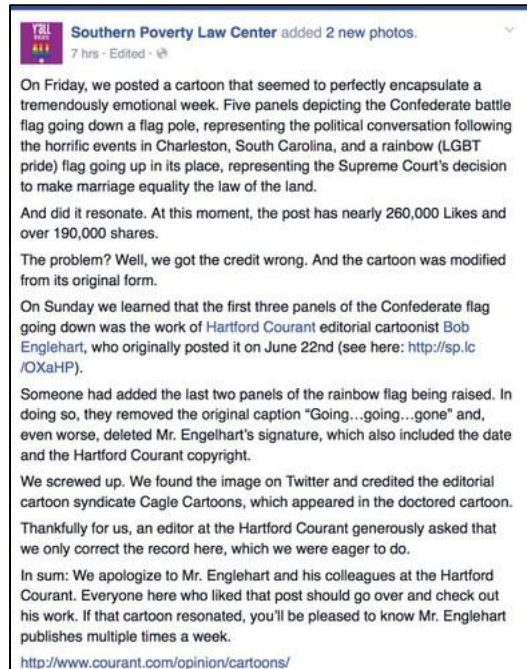 Y'ALL
Southern Poverty Law Center added 2 new photos.
7 hrs · Edited ·
On Friday, we posted a cartoon that seemed to perfectly encapsulate a
tremendously emotional week. Five panels depicting the Confederate battle
flag going down a flag pole, representing the political conversation following
the horrific events in Charleston, South Carolina, and a rainbow (LGBT
pride) flag going up in its place, representing the Supreme Court's decision
to make marriage equality the law of the land.
And did it resonate. At this moment, the post has nearly 260,000 Likes and
over 190,000 shares.
The problem? Well, we got the credit wrong. And the cartoon was modified
from its original form.
On Sunday we learned that the first three panels of the Confederate flag
going down was the work of Hartford Courant editorial cartoonist Bob
Englehart, who originally posted it on June 22nd (see here: http://sp.lc
/OXaHP).
Someone had added the last two panels of the rainbow flag being raised. In
doing so, they removed the original caption "Going...going...gone" and,
even worse, deleted Mr. Engelhart's signature, which also included the date
and the Hartford Courant copyright.
We screwed up. We found the image on Twitter and credited the editorial
cartoon syndicate Cagle Cartoons, which appeared in the doctored cartoon.
Thankfully for us, an editor at the Hartford Courant generously asked that
we only correct the record here, which we were eager to do.
In sum: We apologize to Mr. Englehart and his colleagues at the Hartford
Courant. Everyone here who liked that post should go over and check out
his work. If that cartoon resonated, you'll be pleased to know Mr. Englehart
publishes multiple times a week.
http://www.courant.com/opinion/cartoons/